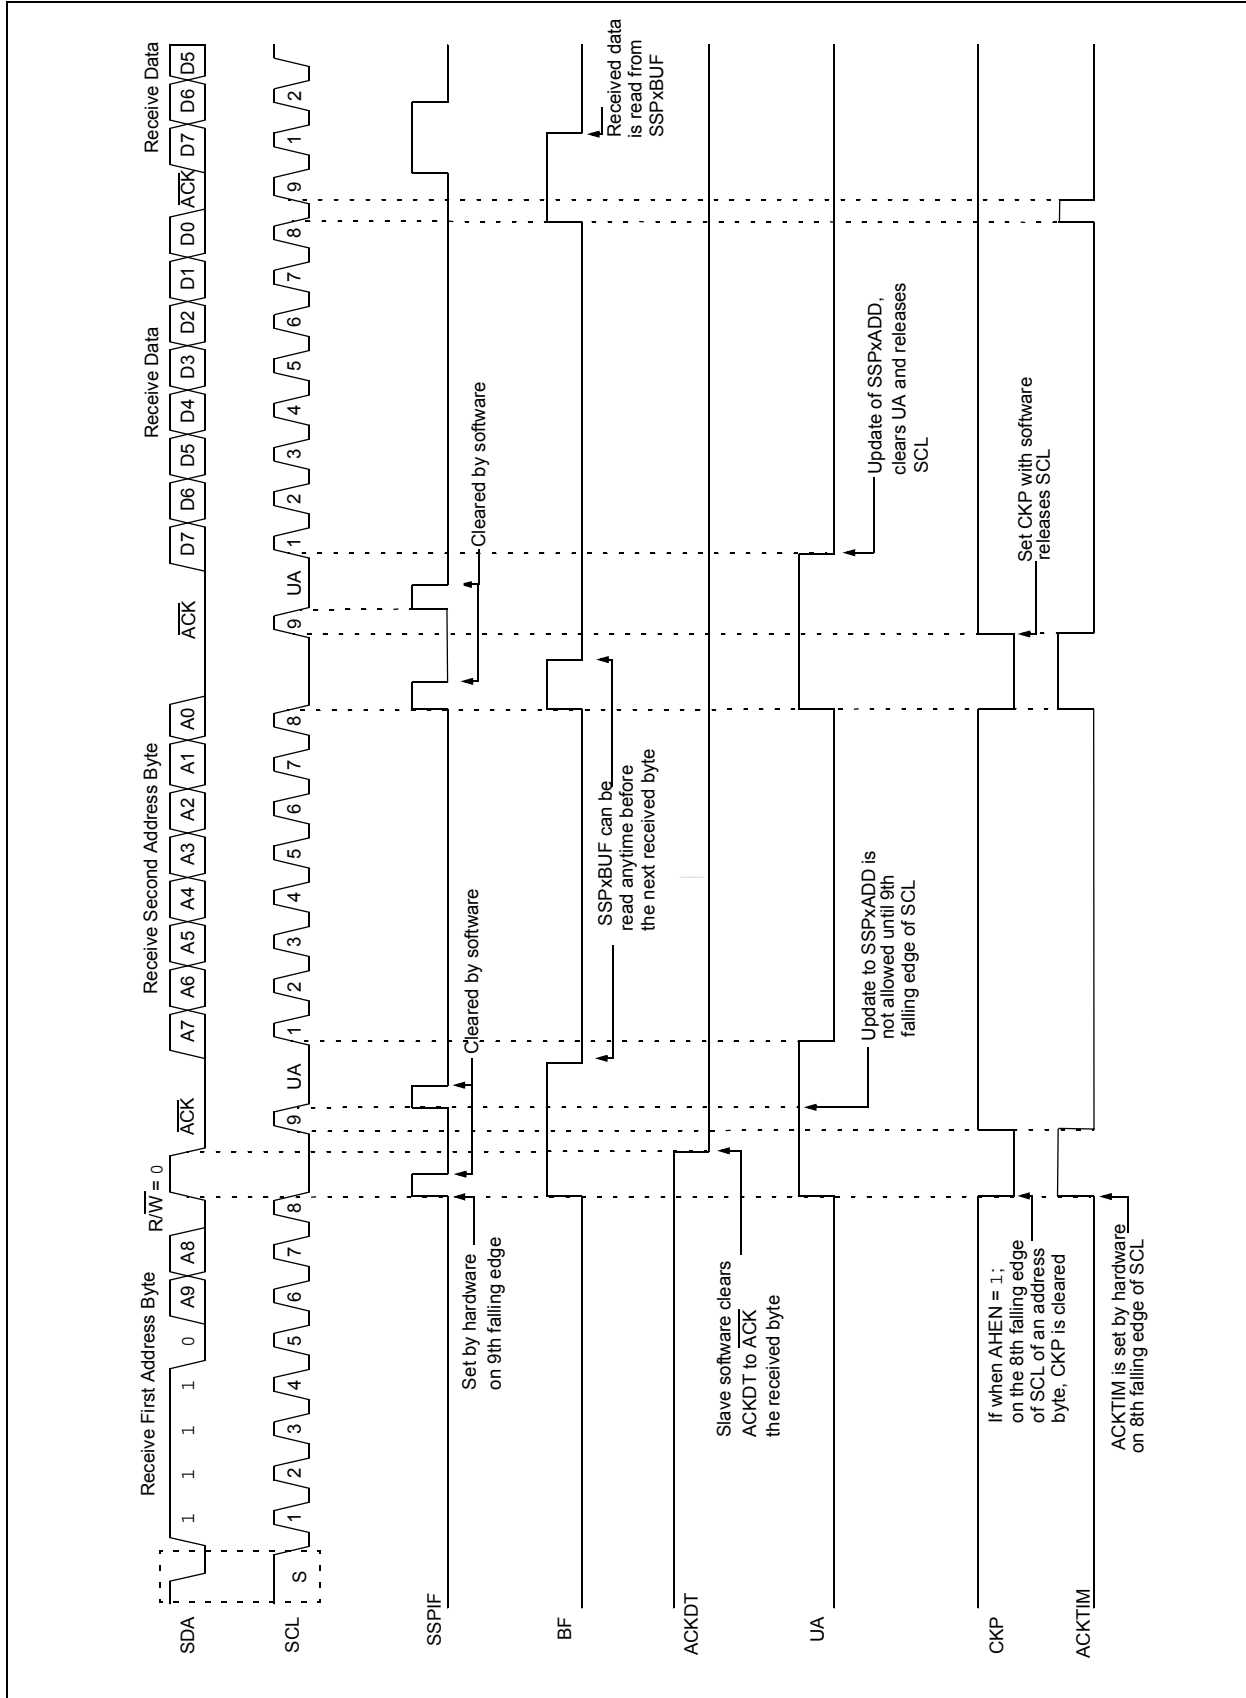 Receive First Address Byte
R/W = 0
Receive Second Address Byte
Receive Data
Receive Data
SDA
1 1 1 1 0 A9 A8
ACK
A7 A6 A5 A4 A3 A2 A1 A0
ACK
D7 D6 D5 D4 D3 D2 D1 D0
ACK
D7 D6 D5
SCL
S
1 2 3 4 5 6 7 8 9
UA
1 2 3 4 5 6 7 8 9
UA
1 2 3 4 5 6 7 8 9
1 2
SSPIF
Set by hardware
on 9th falling edge
Cleared by software
Cleared by software
BF
SSPxBUF can be
read anytime before
the next received byte
Received data
is read from
SSPxBUF
ACKDT
Slave software clears
ACKDT to ACK
the received byte
UA
Update to SSPxADD is
not allowed until 9th
falling edge of SCL
Update of SSPxADD,
clears UA and releases
SCL
CKP
If when AHEN = 1;
on the 8th falling edge
of SCL of an address
byte, CKP is cleared
Set CKP with software
releases SCL
ACKTIM
ACKTIM is set by hardware
on 8th falling edge of SCL